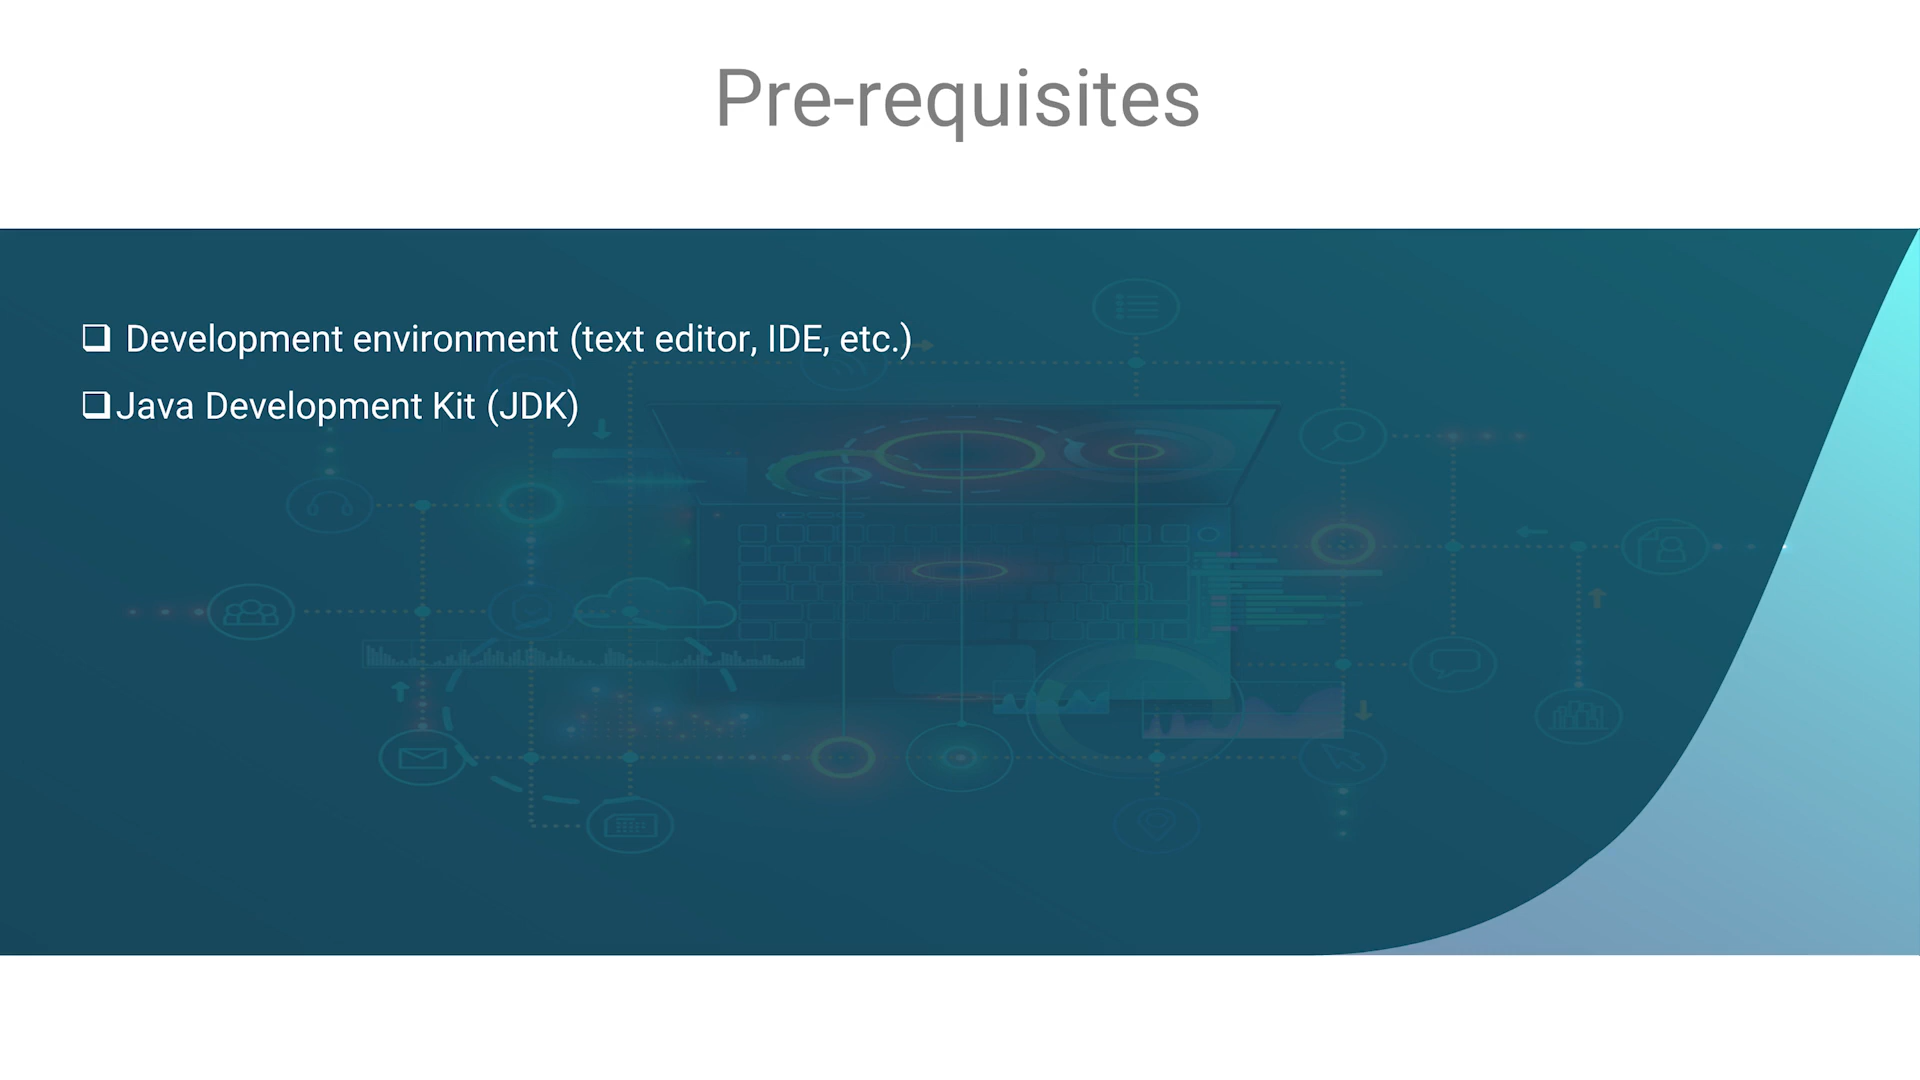 Pre-requisites
❑ Development environment (text editor, IDE, etc.)
❑Java Development Kit (JDK)